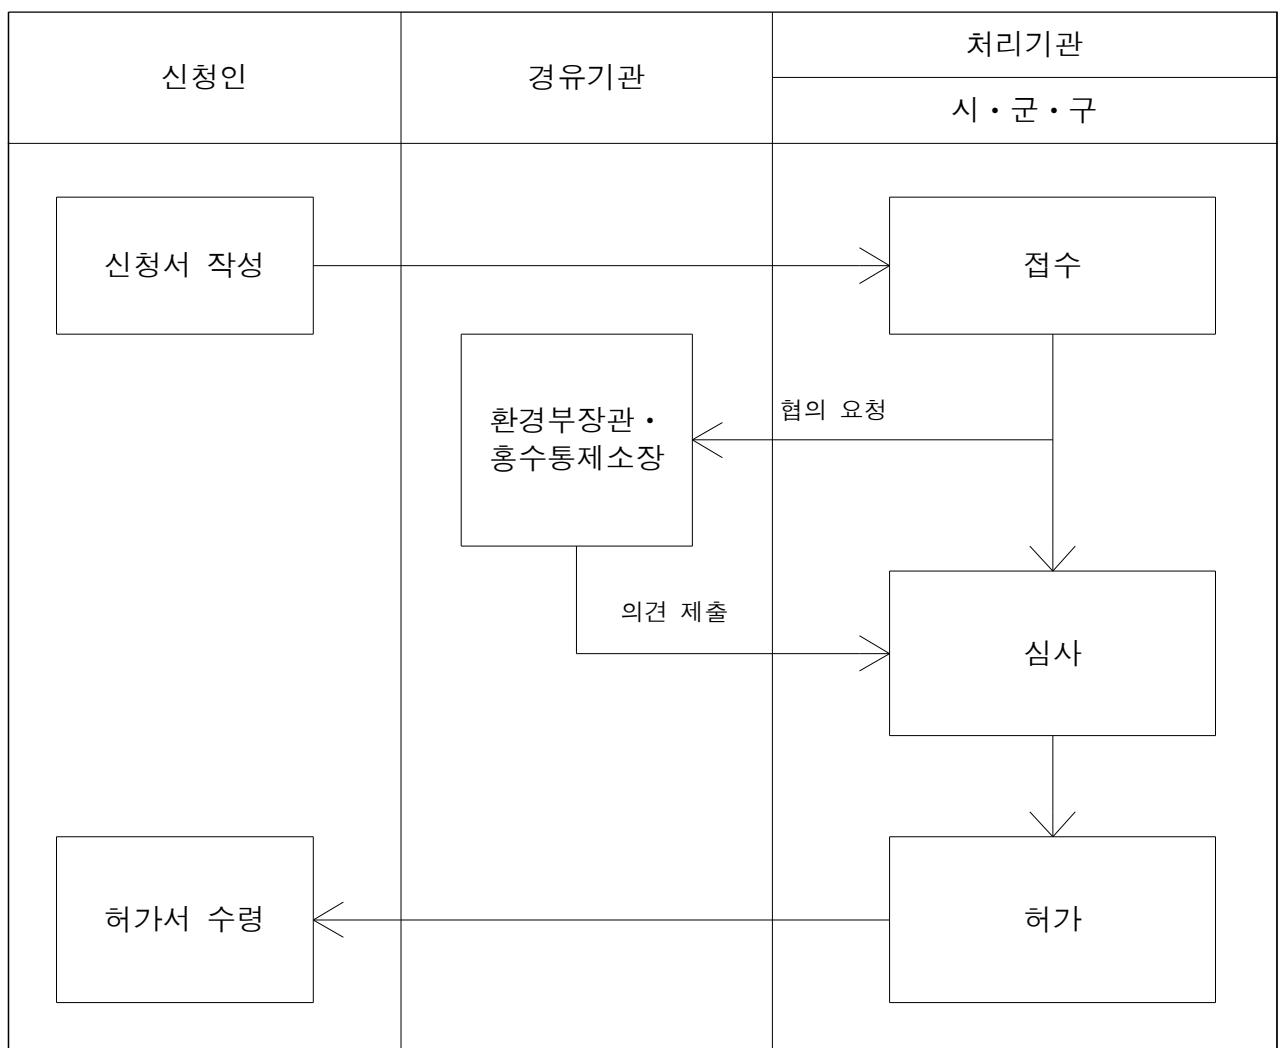 신청인
경유기관
처리기관
시·군·구
신청서 작성
접수
협의 요청
환경부장관·
홍수통제소장
의견 제출
심사
허가서 수령
허가